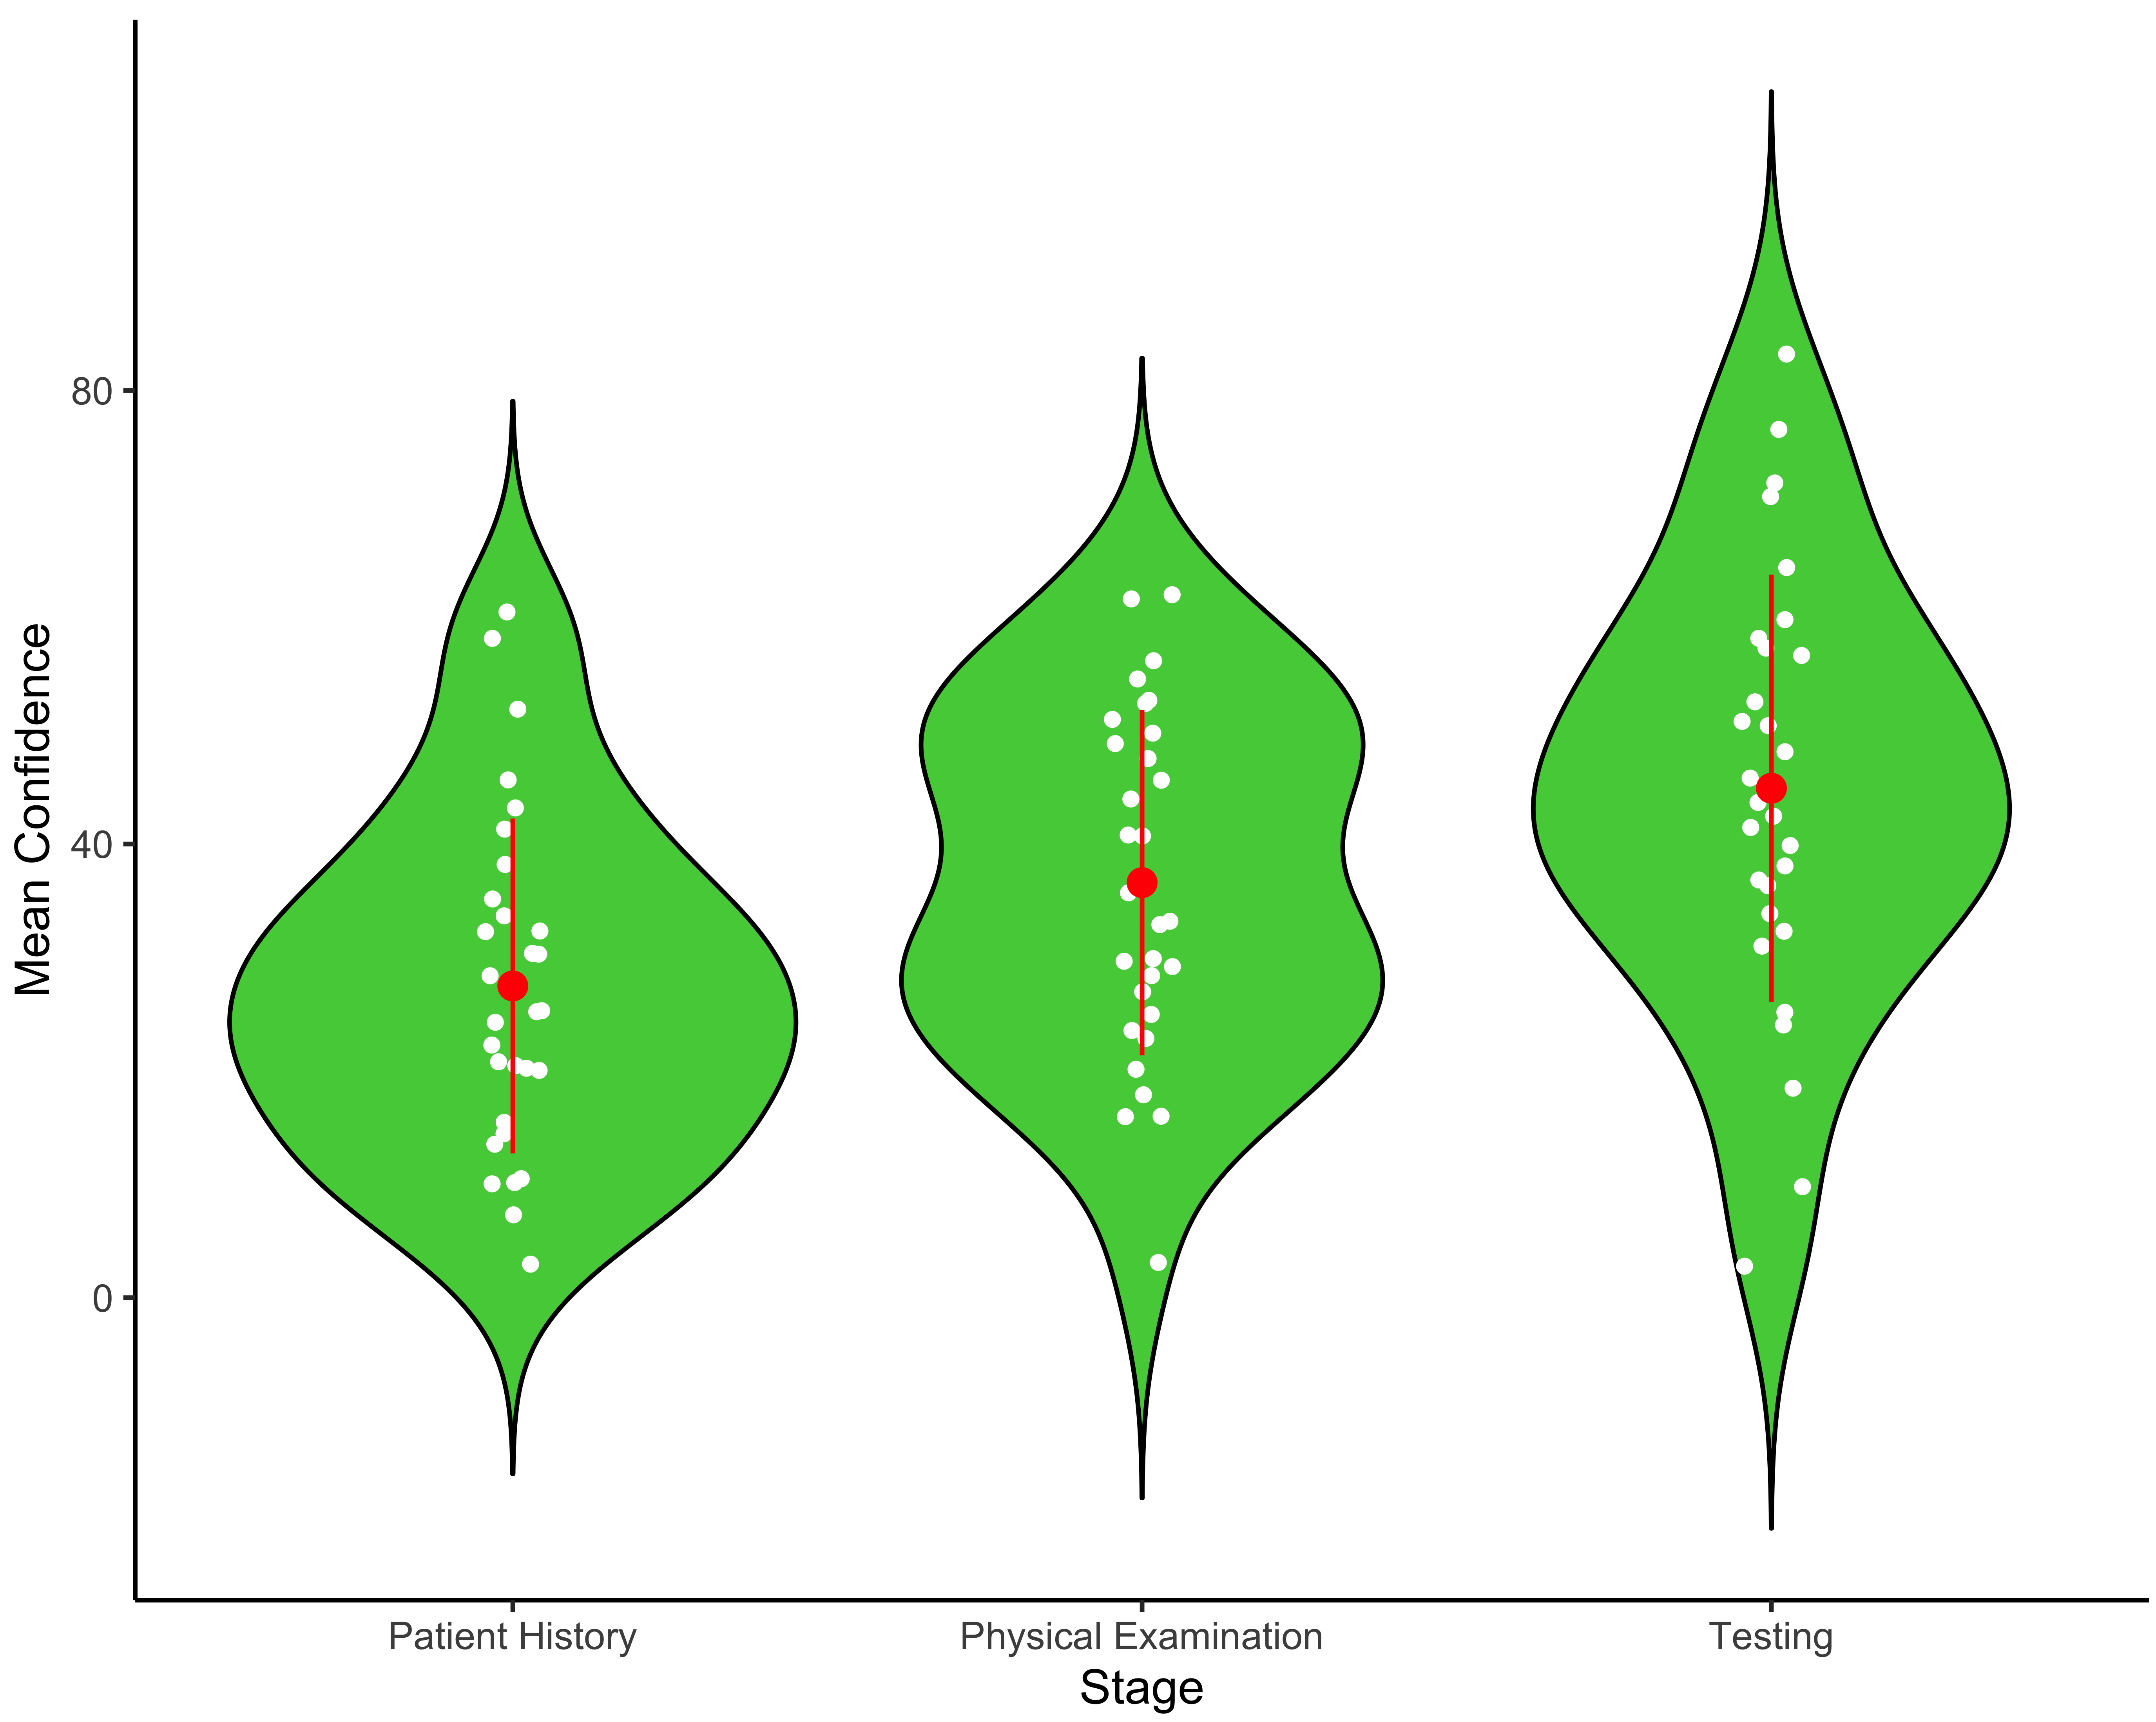 Mean Confidence
80
40
0
Patient History
Physical Examination
Testing
Stage